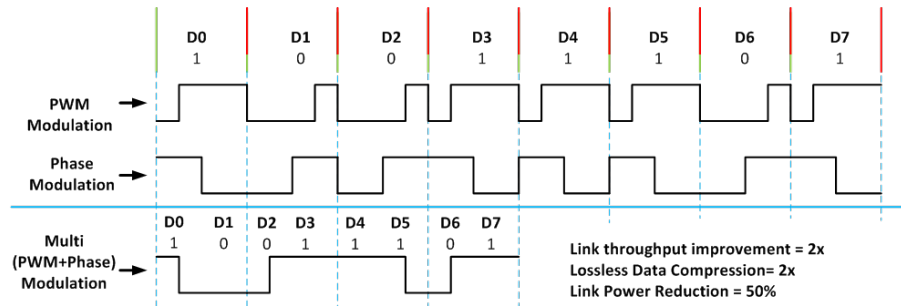 D0 D1 D2 D3 D4 D5 D6 D7
1 0 0 1 1 1 0 1
PWM
Modulation
Phase
Modulation
D0 D1 D2 D3 D4 D5 D6 D7
1 0 0 1 1 1 0 1
Multi
(PWM+Phase)
Modulation
Link throughput improvement = 2x
Lossless Data Compression= 2x
Link Power Reduction = 50%